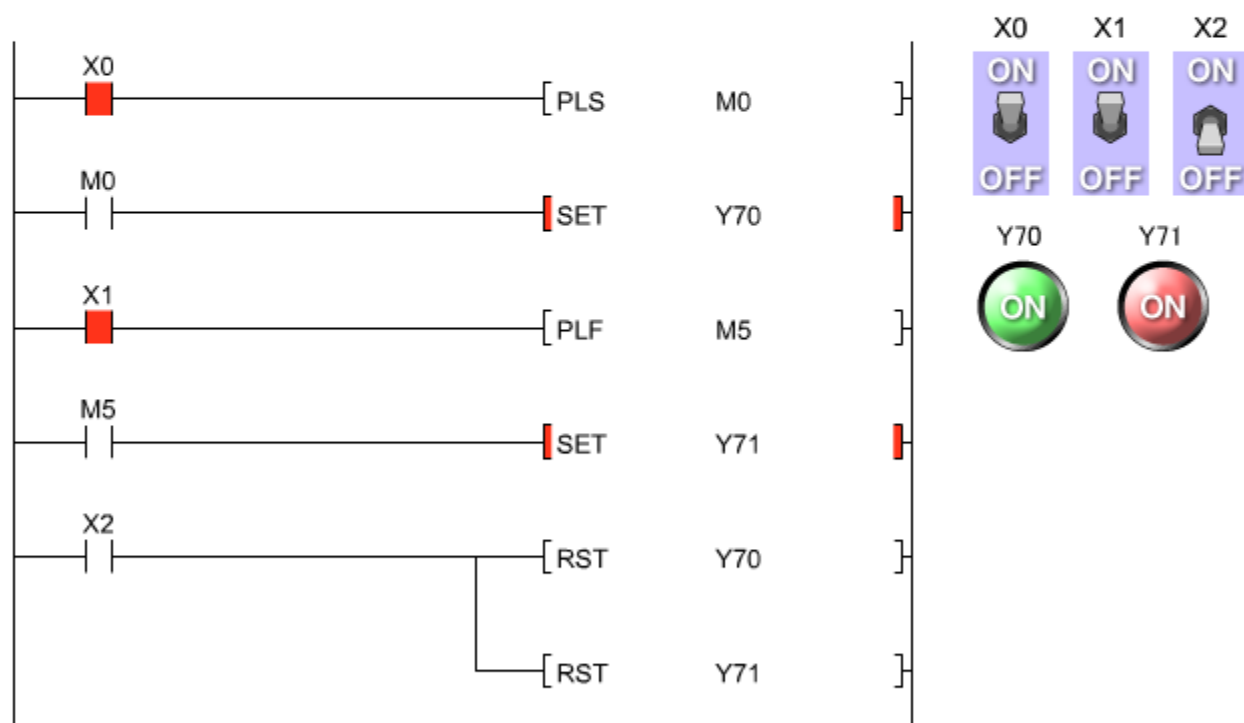 X0
PLS M0
M0
SET Y70
X1
PLF M5
M5
SET Y71
X2
RST Y70
RST Y71
X0 X1 X2
ON ON ON
OFF OFF OFF
Y70 Y71
ON ON